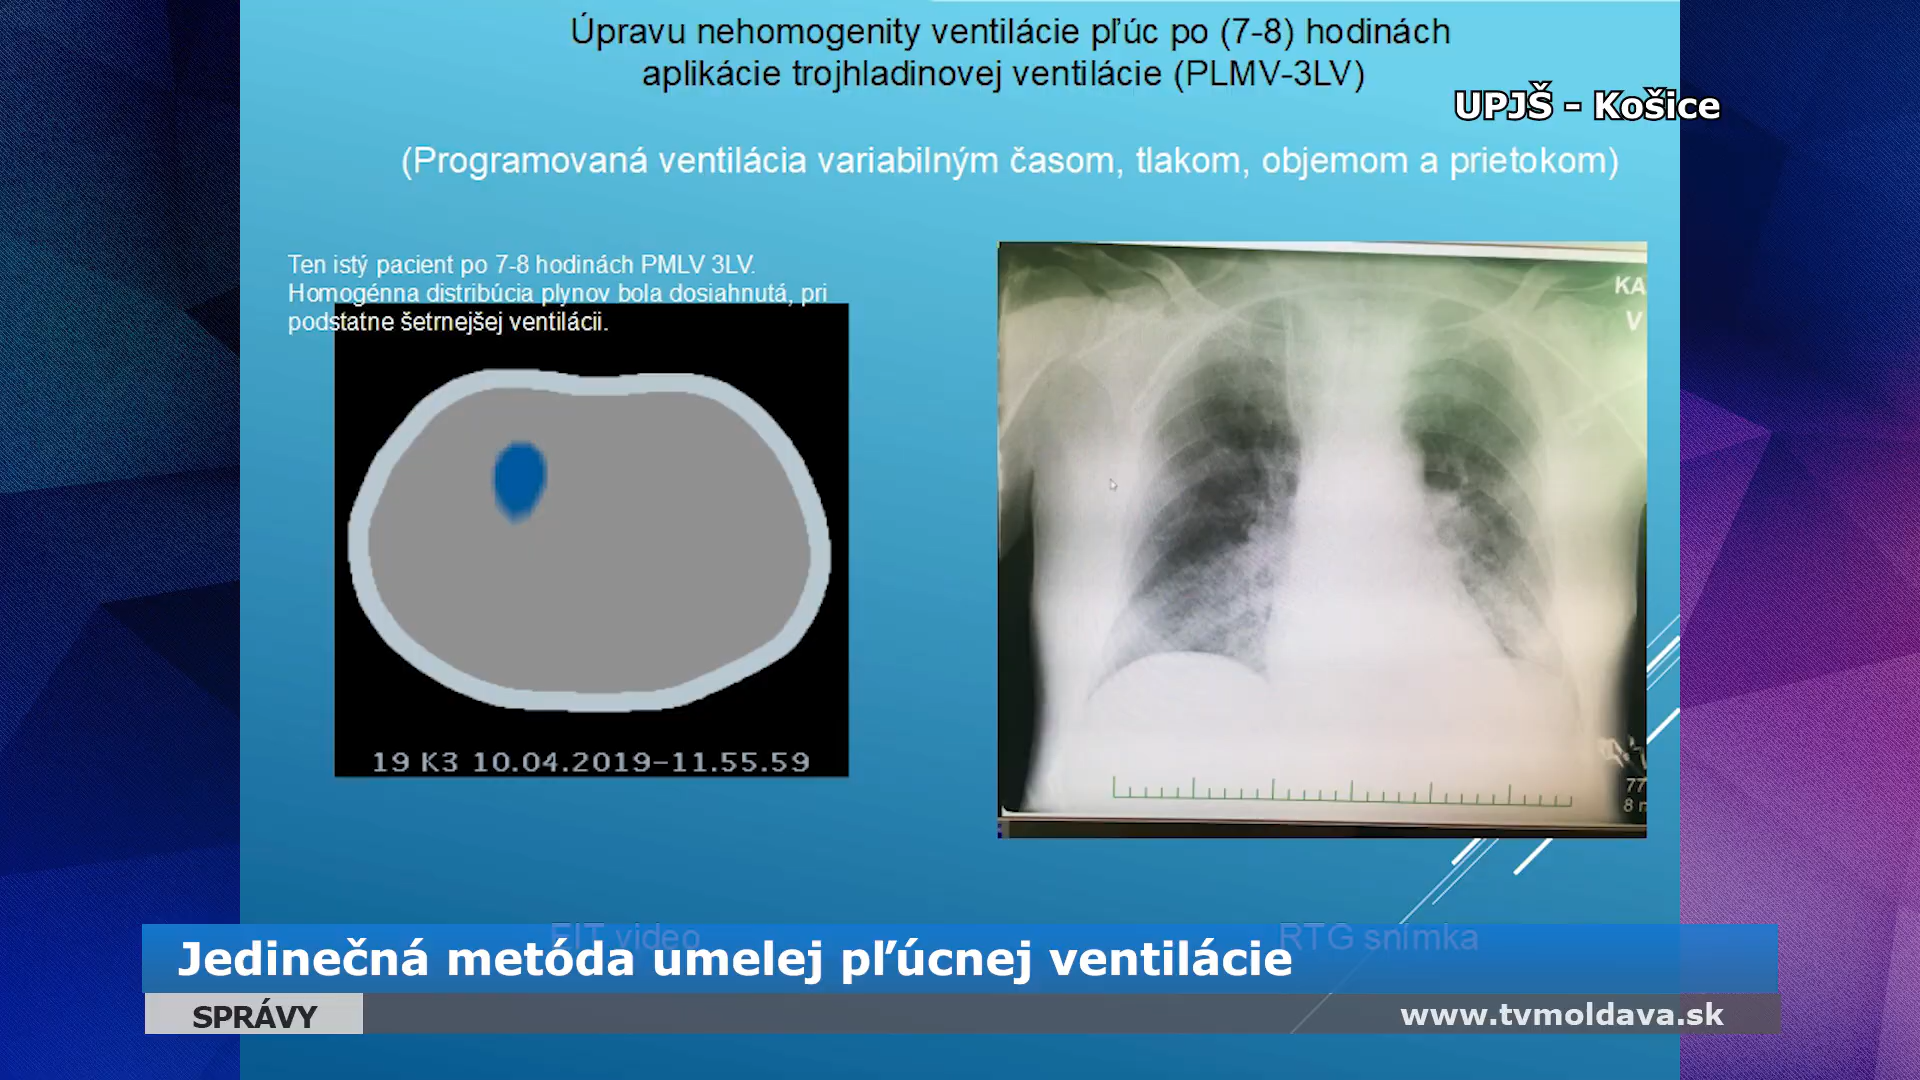 Úpravu nehomogenity ventilácie pľúc po (7-8) hodinách
aplikácie trojhladinovej ventilácie (PLMV-3LV)
UPJŠ - Košice
(Programovaná ventilácia variabilným časom, tlakom, objemom a prietokom)
Ten istý pacient po 7-8 hodinách PMLV 3LV.
Homogénna distribúcia plynov bola dosiahnutá, pri
podstatne šetrnejšej ventilácii.
KA
V
19 K3 10.04.2019-11.55.59
77
8 
EIT video
RTG snímka
Jedinečná metóda umelej pľúcnej ventilácie
SPRÁVY
www.tvmoldava.sk